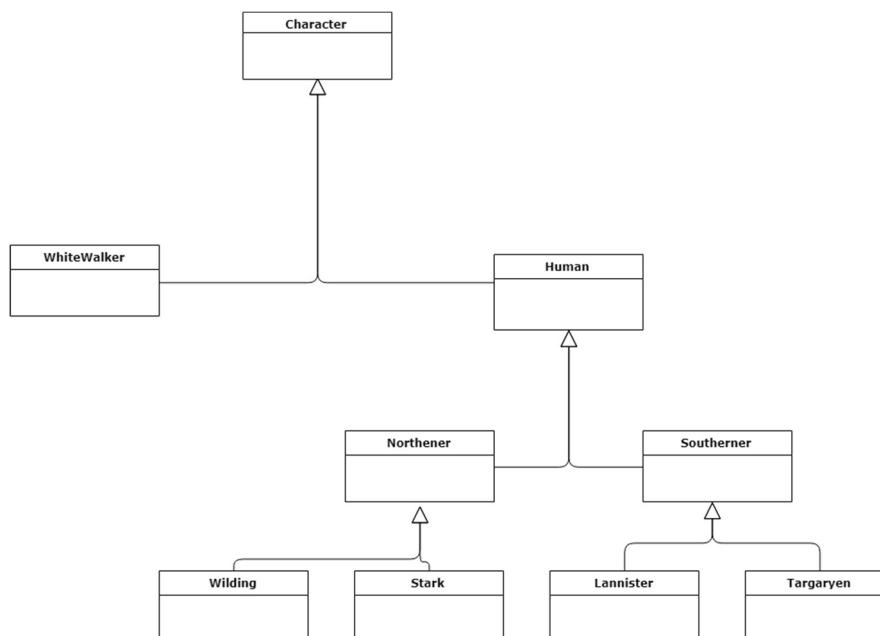 Character
WhiteWalker
Human
Northener
Southerner
Wilding
Stark
Lannister
Targaryen